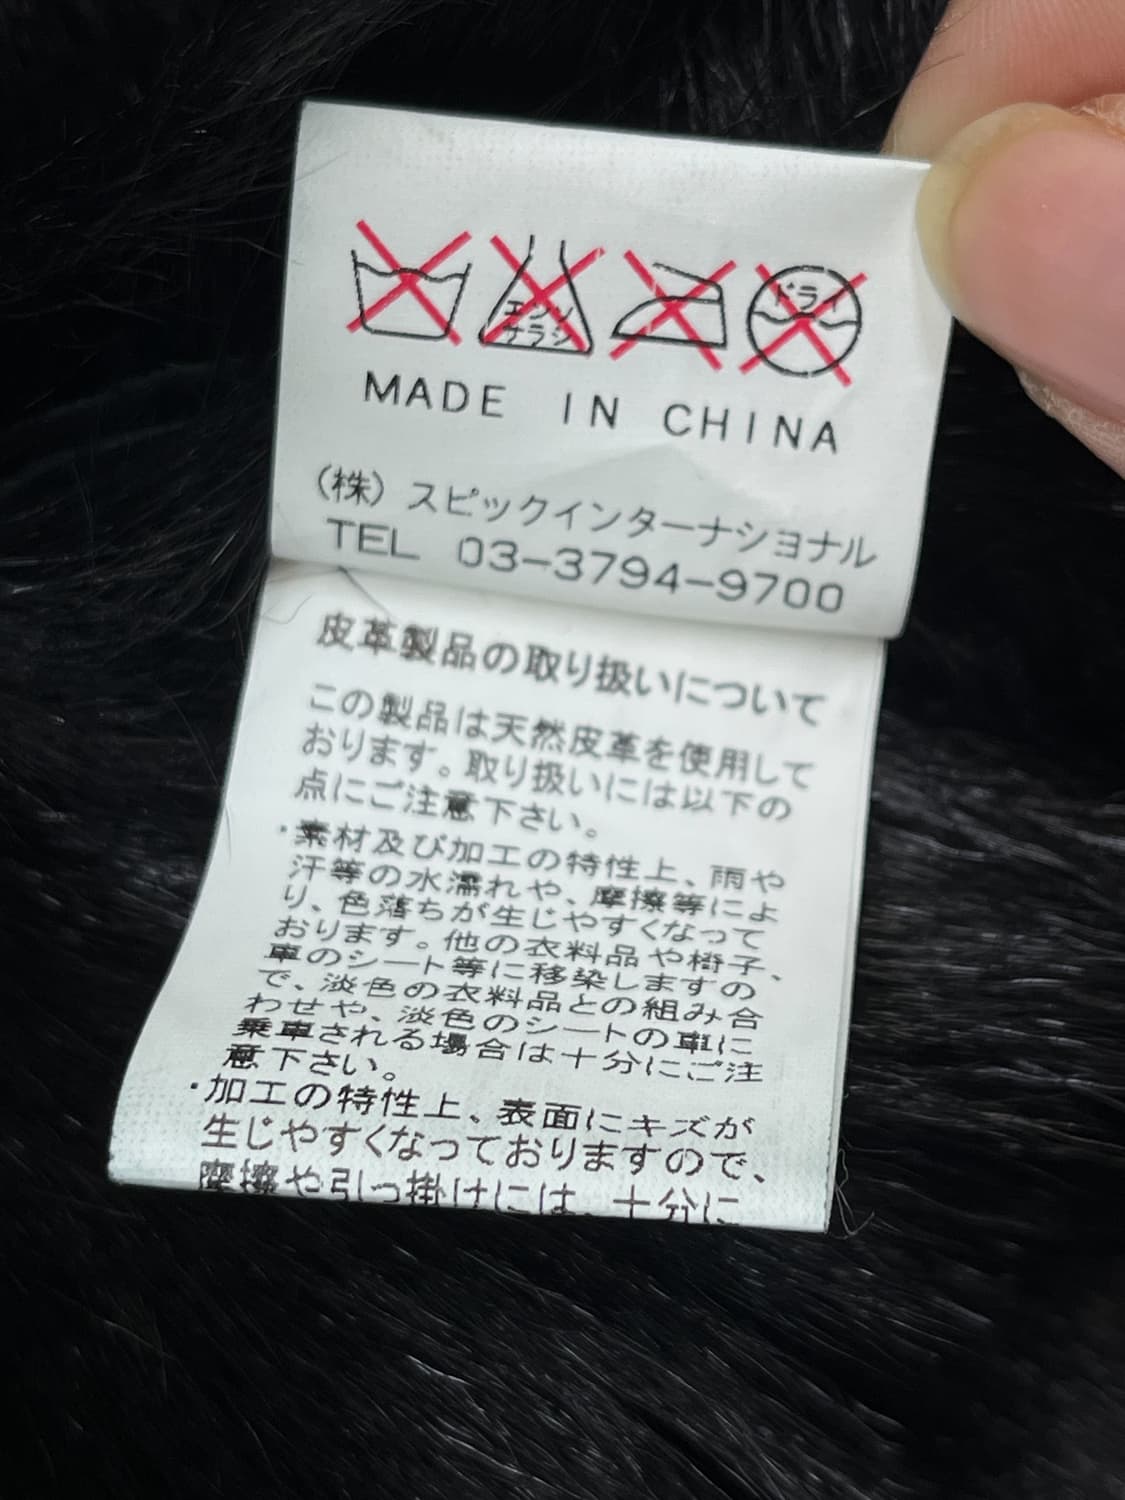 エンソ
サラシ
ドライ
MADE IN CHINA
(株) スピックインターナショナル
TEL 03-3794-9700
皮革製品の取り扱いについて
この製品は天然皮革を使用して
おります。取り扱いには以下の
点にご注意下さい。
・素材及び加工の特性上、雨や
汗等の水濡れや、摩擦等によ
り、色落ちが生じやすくなって
おります。他の衣料品や椅子、
車のシート等に移染しますの
で、淡色の衣料品との組み合
わせや、淡色のシートの車に
乗車される場合は十分にご注
意下さい。
・加工の特性上、表面にキズが
生じやすくなっておりますので、
摩擦や引っ掛けには、十分に